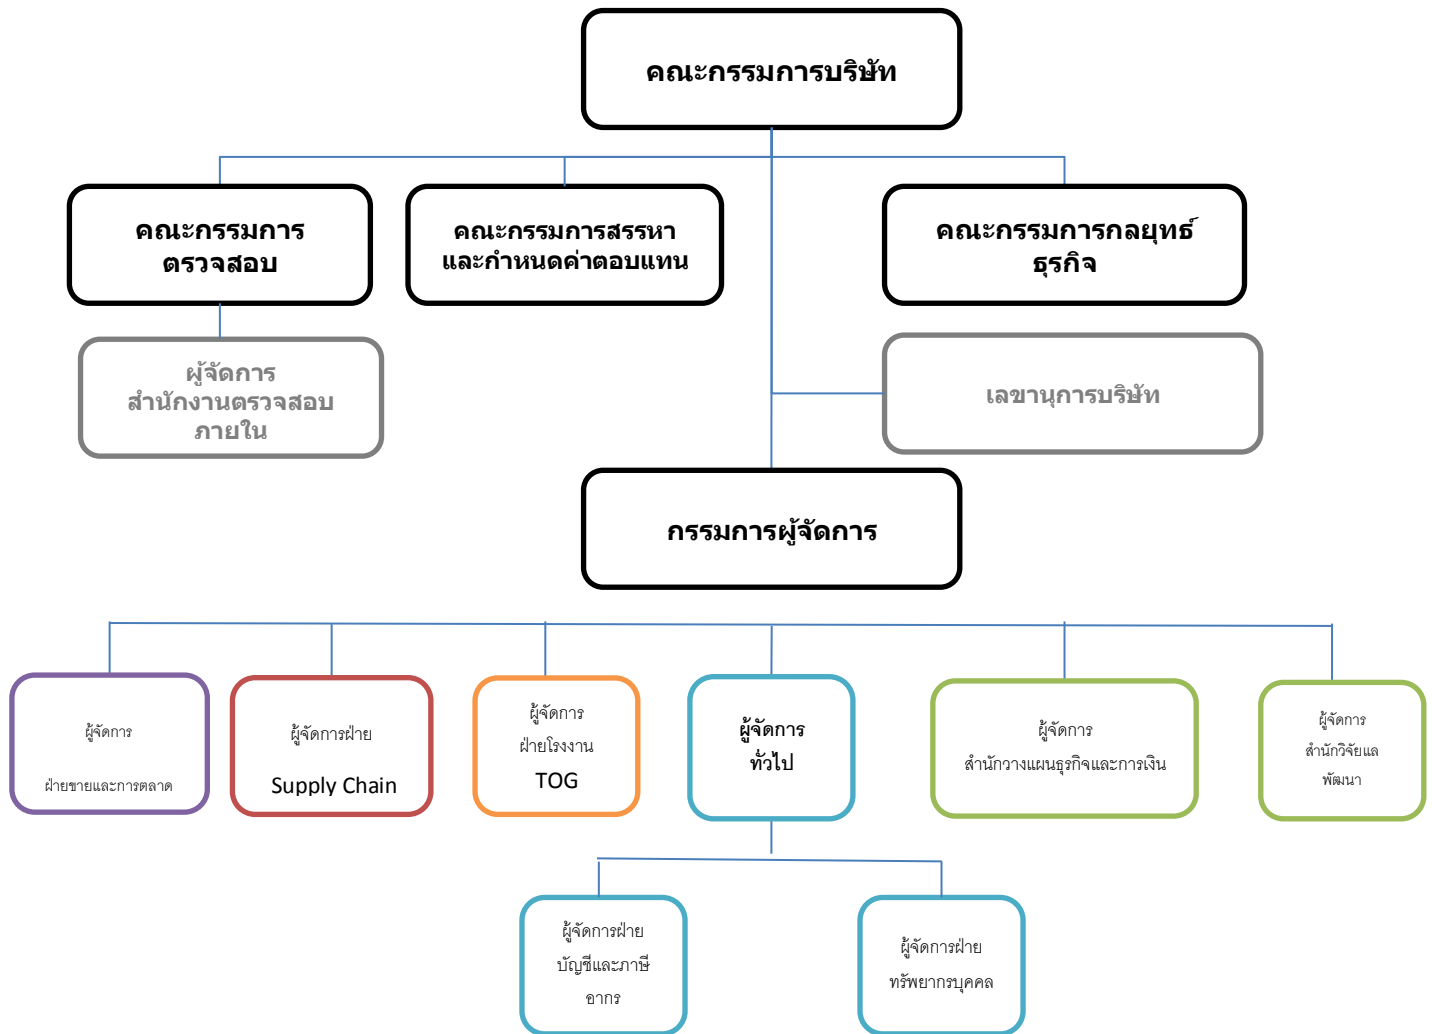 คณะกรรมการบริษัท
คณะกรรมการ
ตรวจสอบ
คณะกรรมการสรรหา
และกำหนดค่าตอบแทน
คณะกรรมการกลยุทธ์
ธุรกิจ
ผู้จัดการ
สำนักงานตรวจสอบ
ภายใน
เลขานุการบริษัท
กรรมการผู้จัดการ
ผู้จัดการ
ฝ่ายขายและการตลาด
ผู้จัดการฝ่าย
Supply Chain
ผู้จัดการ
ฝ่ายโรงงาน
TOG
ผู้จัดการ
ทั่วไป
ผู้จัดการ
สำนักวางแผนธุรกิจและการเงิน
ผู้จัดการ
สำนักวิจัยแล
พัฒนา
ผู้จัดการฝ่าย
บัญชีและภาษี
อากร
ผู้จัดการฝ่าย
ทรัพยากรบุคคล